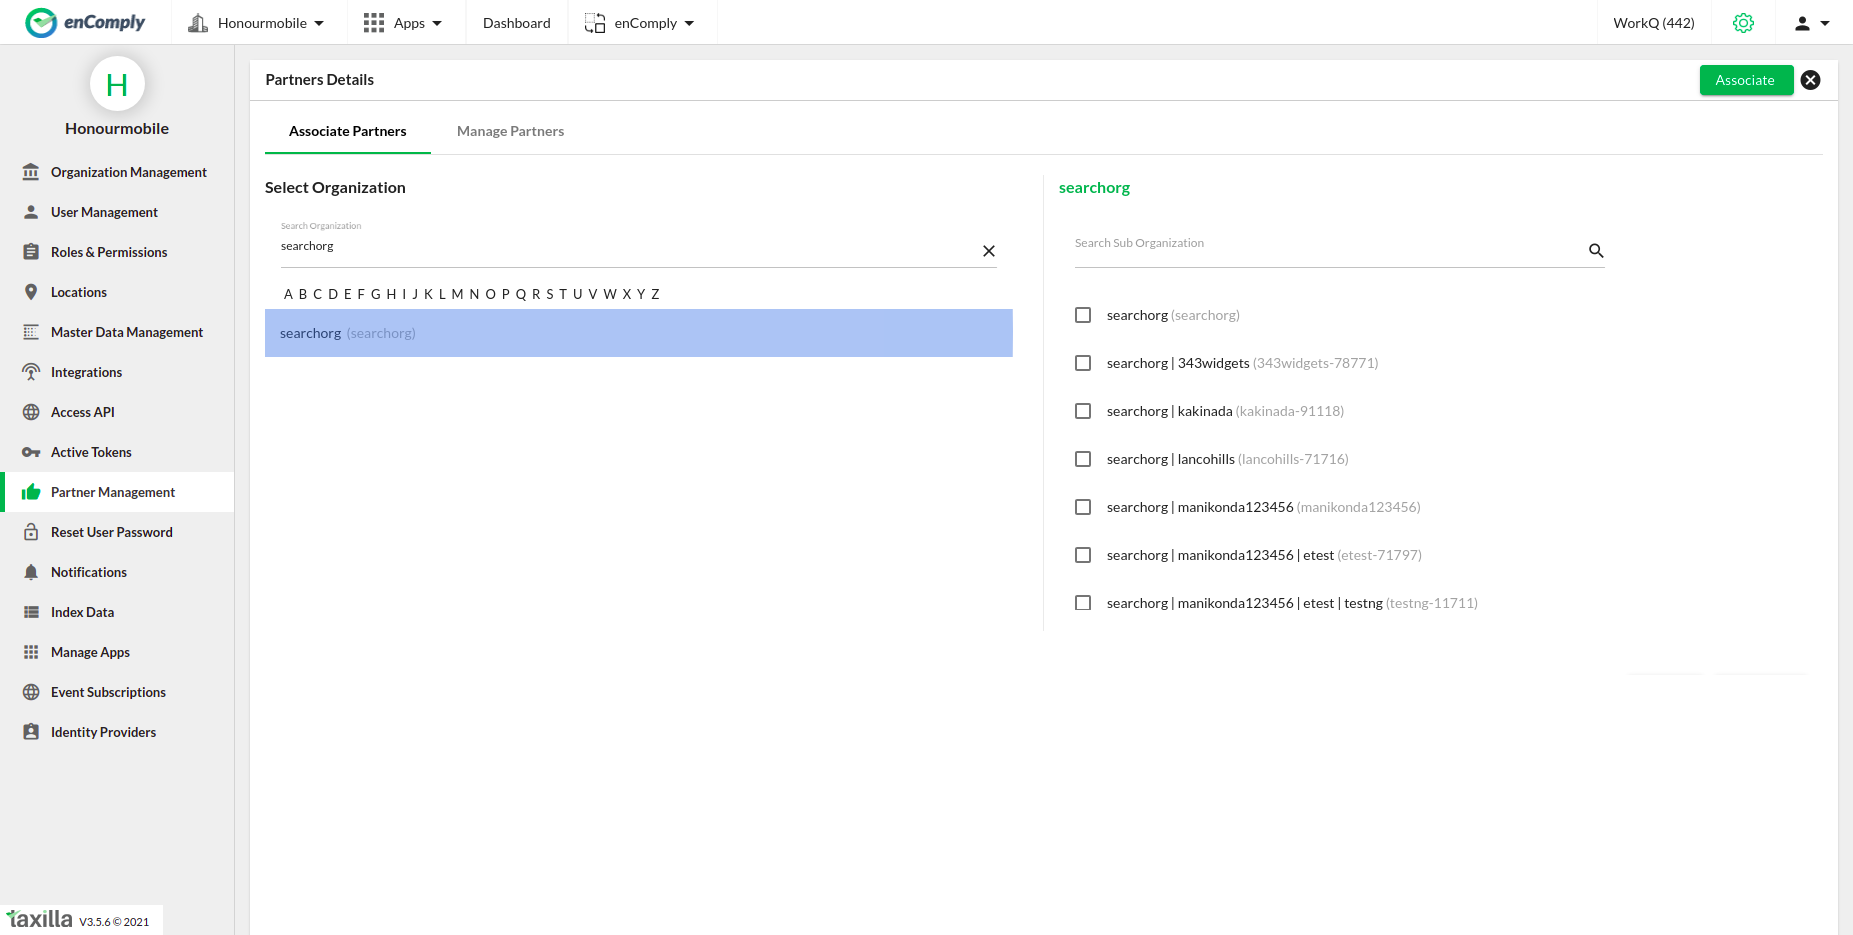 enComply Honourmobile Apps Dashboard enComply WorkQ (442)
H
Honourmobile
Organization Management
User Management
Roles & Permissions
Locations
Master Data Management
Integrations
Access API
Active Tokens
Partner Management
Reset User Password
Notifications
Index Data
Manage Apps
Event Subscriptions
Identity Providers
taxilla V3.5.6 © 2021
Partners Details Associate
Associate Partners Manage Partners
Select Organization
Search Organization
searchorg
A B C D E F G H I J K L M N O P Q R S T U V W X Y Z
searchorg (searchorg)
searchorg
Search Sub Organization
searchorg (searchorg)
searchorg | 343widgets (343widgets-78771)
searchorg | kakinada (kakinada-91118)
searchorg | lancohills (lancohills-71716)
searchorg | manikonda123456 (manikonda123456)
searchorg | manikonda123456 | etest (etest-71797)
searchorg | manikonda123456 | etest | testng (testng-11711)